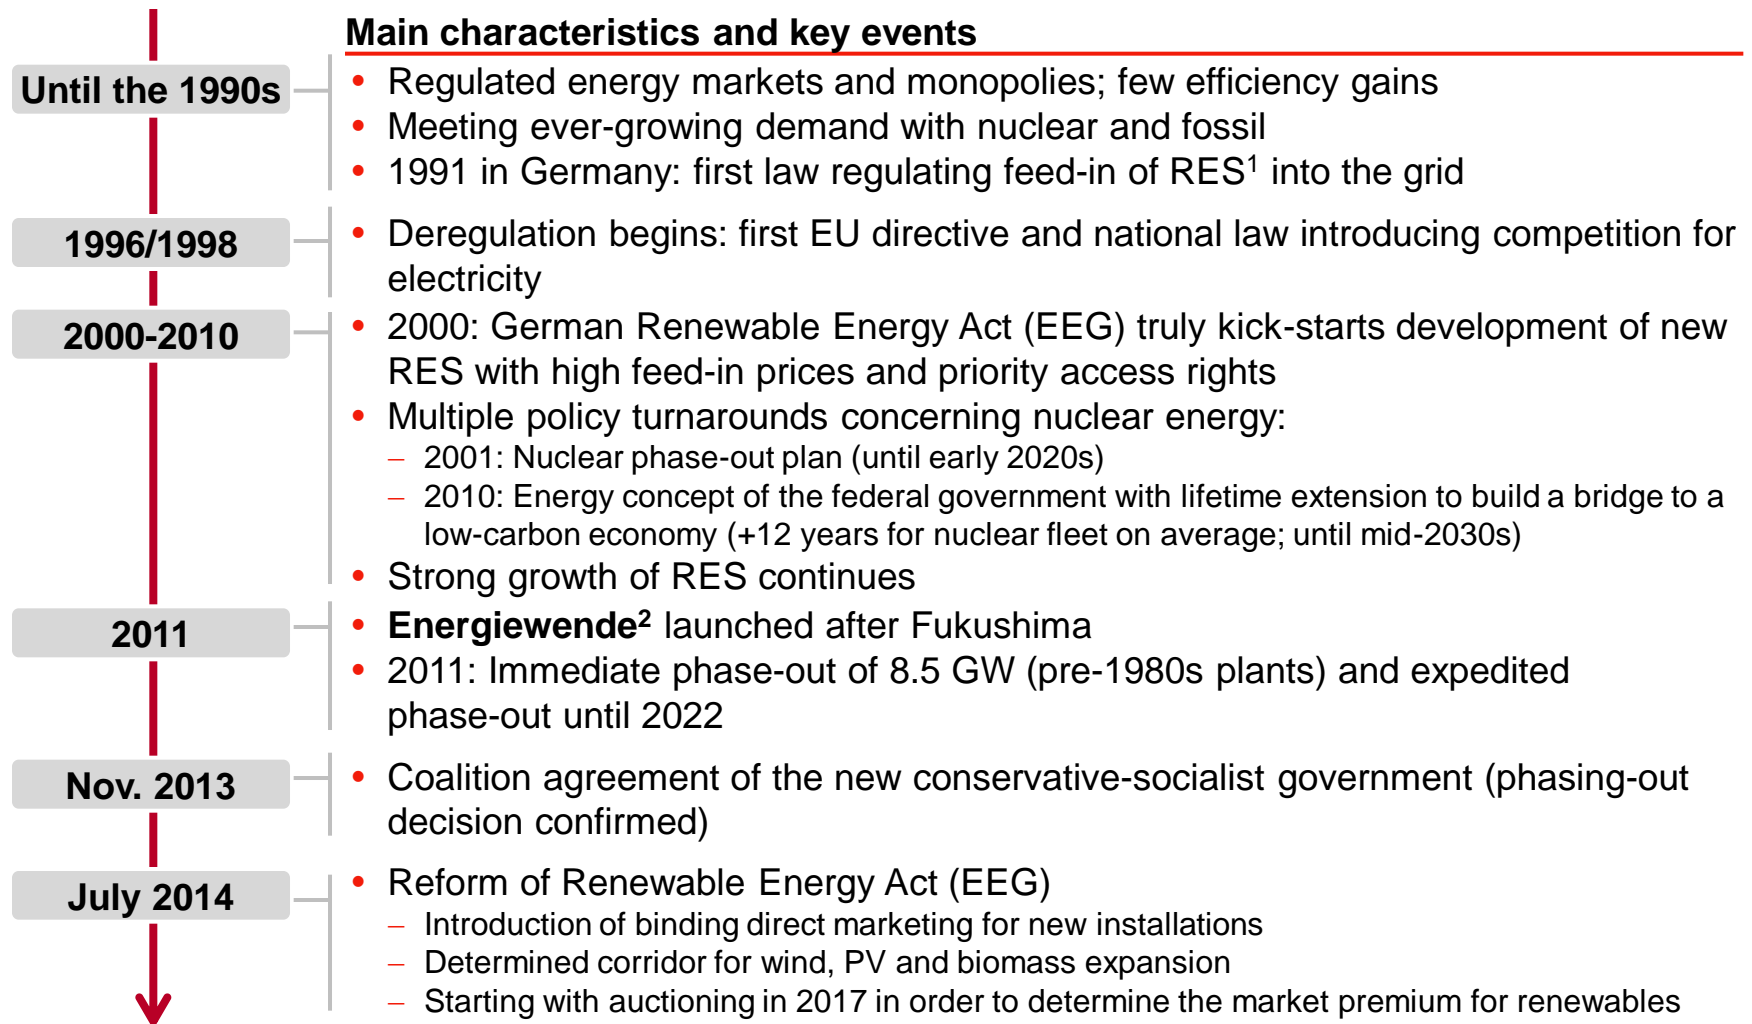 Main characteristics and key events
Until the 1990s
• Regulated energy markets and monopolies; few efficiency gains
• Meeting ever-growing demand with nuclear and fossil
• 1991 in Germany: first law regulating feed-in of RES¹ into the grid
1996/1998
• Deregulation begins: first EU directive and national law introducing competition for
electricity
2000-2010
• 2000: German Renewable Energy Act (EEG) truly kick-starts development of new
RES with high feed-in prices and priority access rights
• Multiple policy turnarounds concerning nuclear energy:
– 2001: Nuclear phase-out plan (until early 2020s)
– 2010: Energy concept of the federal government with lifetime extension to build a bridge to a
low-carbon economy (+12 years for nuclear fleet on average; until mid-2030s)
• Strong growth of RES continues
2011
• Energiewende² launched after Fukushima
• 2011: Immediate phase-out of 8.5 GW (pre-1980s plants) and expedited
phase-out until 2022
Nov. 2013
• Coalition agreement of the new conservative-socialist government (phasing-out
decision confirmed)
July 2014
• Reform of Renewable Energy Act (EEG)
– Introduction of binding direct marketing for new installations
– Determined corridor for wind, PV and biomass expansion
– Starting with auctioning in 2017 in order to determine the market premium for renewables